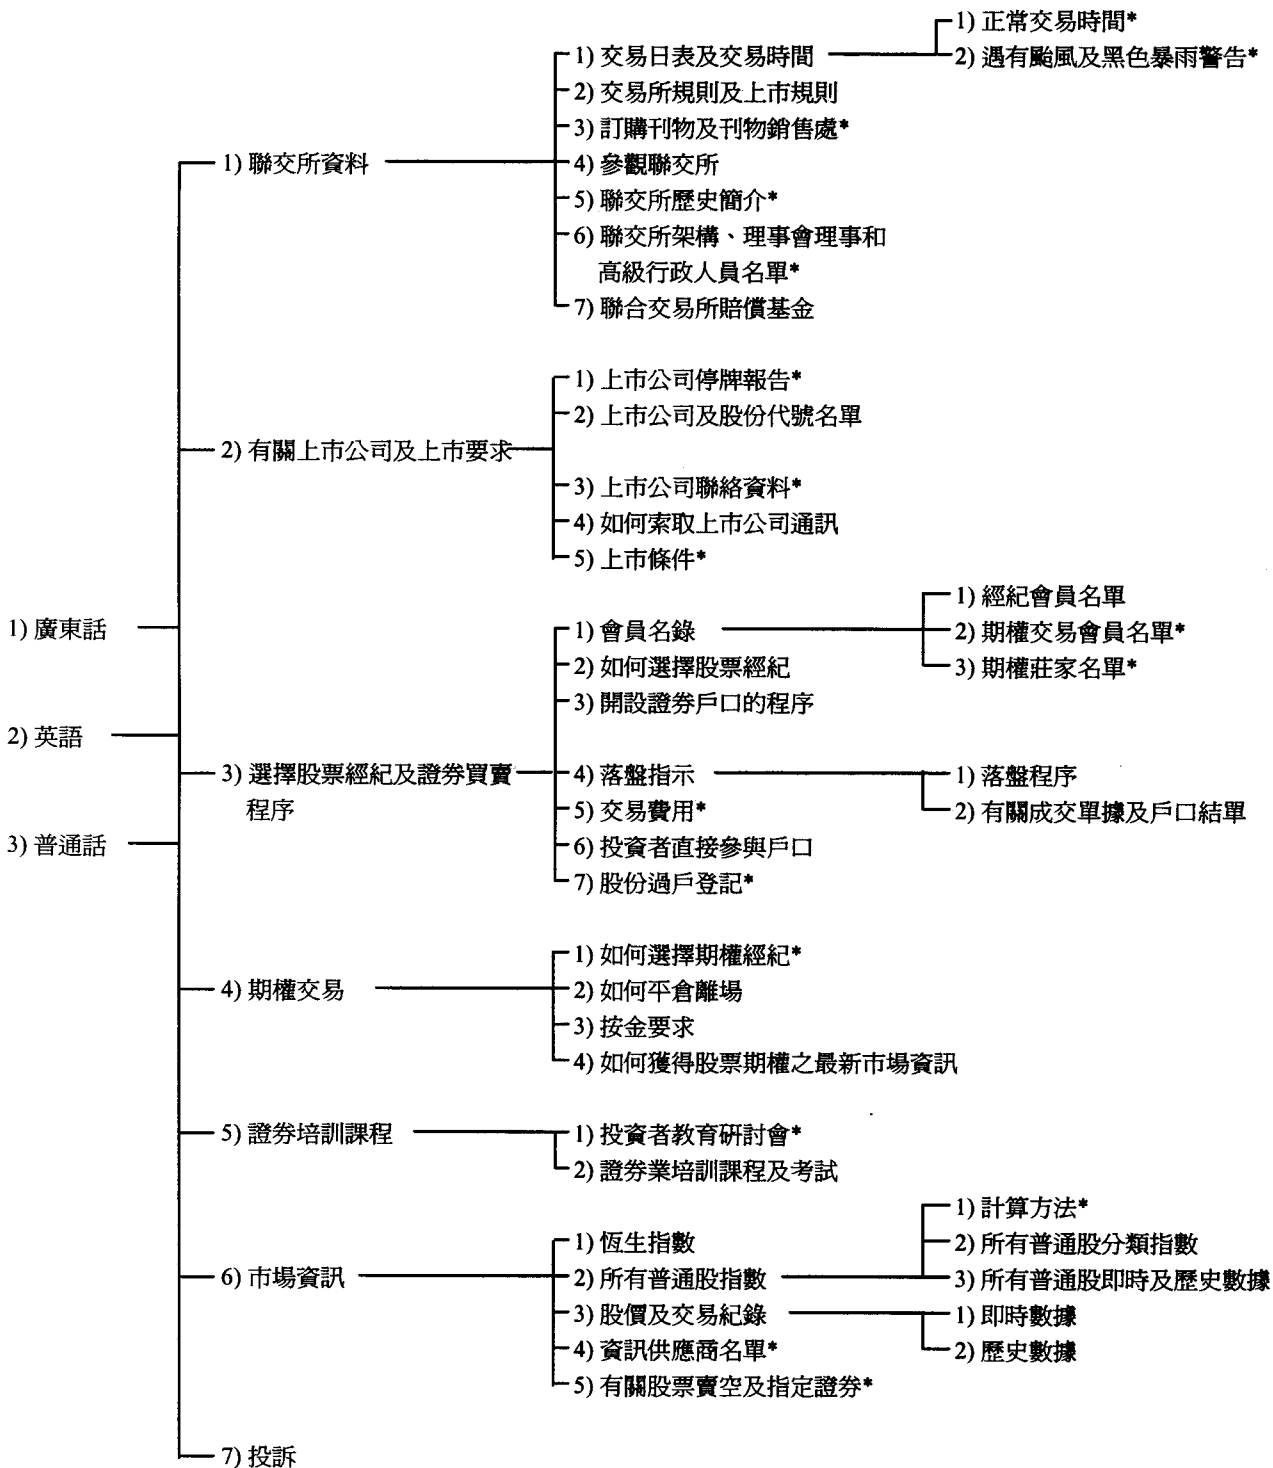 1) 廣東話
2) 英語
3) 普通話
1) 聯交所資料
1) 交易日表及交易時間
1) 正常交易時間*
2) 遇有颱風及黑色暴雨警告*
2) 交易所規則及上市規則
3) 訂購刊物及刊物銷售處*
4) 參觀聯交所
5) 聯交所歷史簡介*
6) 聯交所架構、理事會理事和
高級行政人員名單*
7) 聯合交易所賠償基金
2) 有關上市公司及上市要求
1) 上市公司停牌報告*
2) 上市公司及股份代號名單
3) 上市公司聯絡資料*
4) 如何索取上市公司通訊
5) 上市條件*
3) 選擇股票經紀及證券買賣
程序
1) 會員名錄
1) 經紀會員名單
2) 期權交易會員名單*
3) 期權莊家名單*
2) 如何選擇股票經紀
3) 開設證券戶口的程序
4) 落盤指示
1) 落盤程序
2) 有關成交單據及戶口結單
5) 交易費用*
6) 投資者直接參與戶口
7) 股份過戶登記*
4) 期權交易
1) 如何選擇期權經紀*
2) 如何平倉離場
3) 按金要求
4) 如何獲得股票期權之最新市場資訊
5) 證券培訓課程
1) 投資者教育研討會*
2) 證券業培訓課程及考試
6) 市場資訊
1) 恆生指數
2) 所有普通股指數
1) 計算方法*
2) 所有普通股分類指數
3) 所有普通股即時及歷史數據
3) 股價及交易紀錄
1) 即時數據
2) 歷史數據
4) 資訊供應商名單*
5) 有關股票賣空及指定證券*
7) 投訴